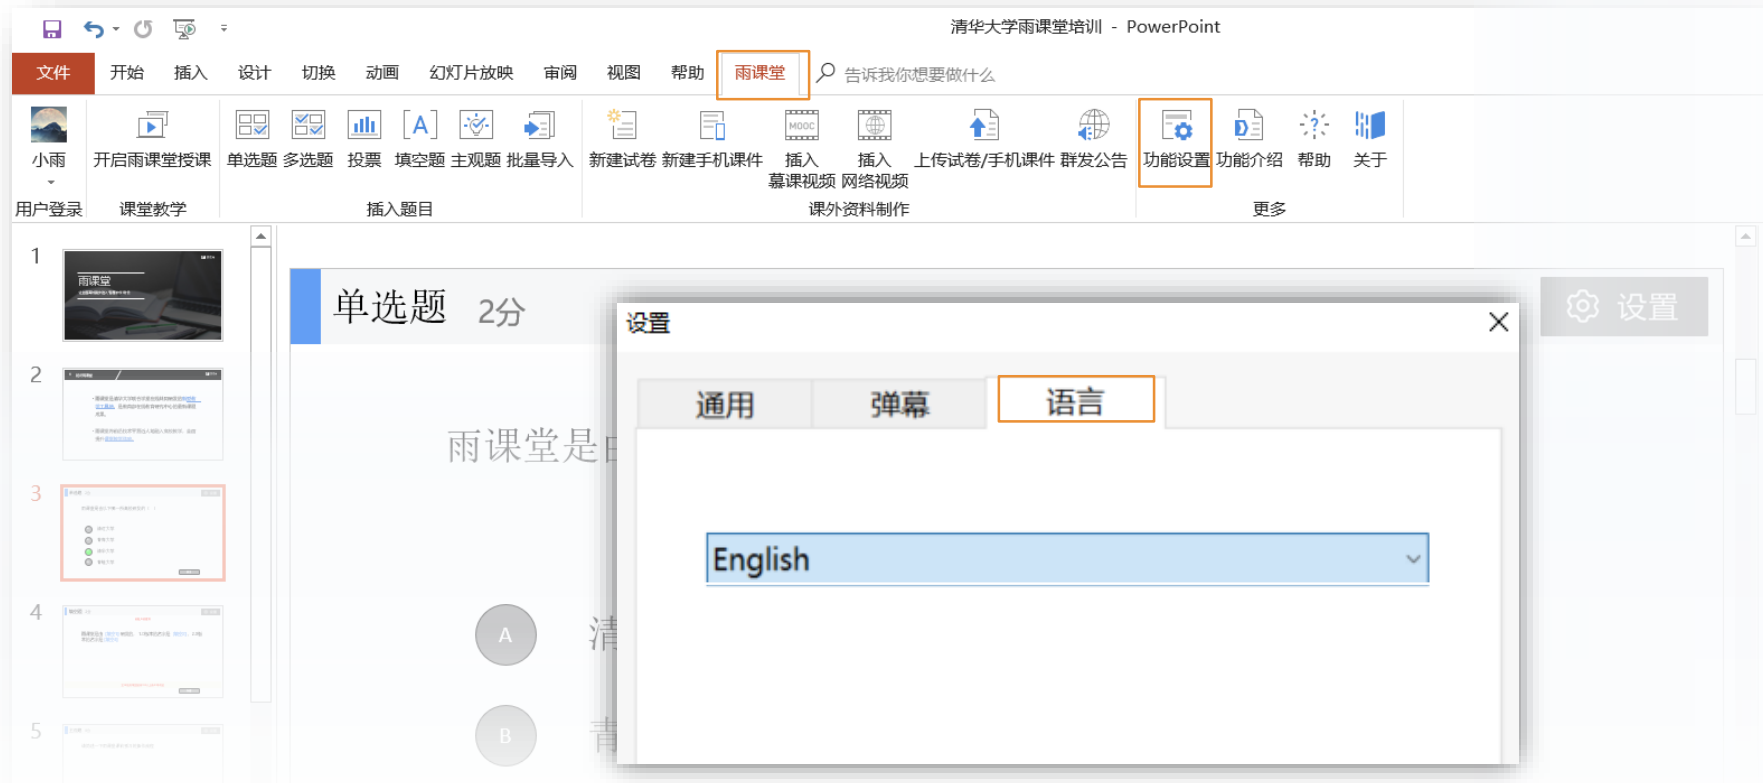 清华大学雨课堂培训 - PowerPoint
文件 开始 插入 设计 切换 动画 幻灯片放映 审阅 视图 帮助 雨课堂 告诉我你想要做什么
小雨 开启雨课堂授课 单选题 多选题 投票 填空题 主观题 批量导入 新建试卷 新建手机课件 插入慕课视频 插入网络视频 上传试卷/手机课件 群发公告 功能设置 功能介绍 帮助 关于
用户登录 课堂教学 插入题目 课外资料制作 更多
1
雨课堂
2
3
4
5
单选题 2分
设置
设置
通用 弹幕 语言
雨课堂是
English
A 清
B 青